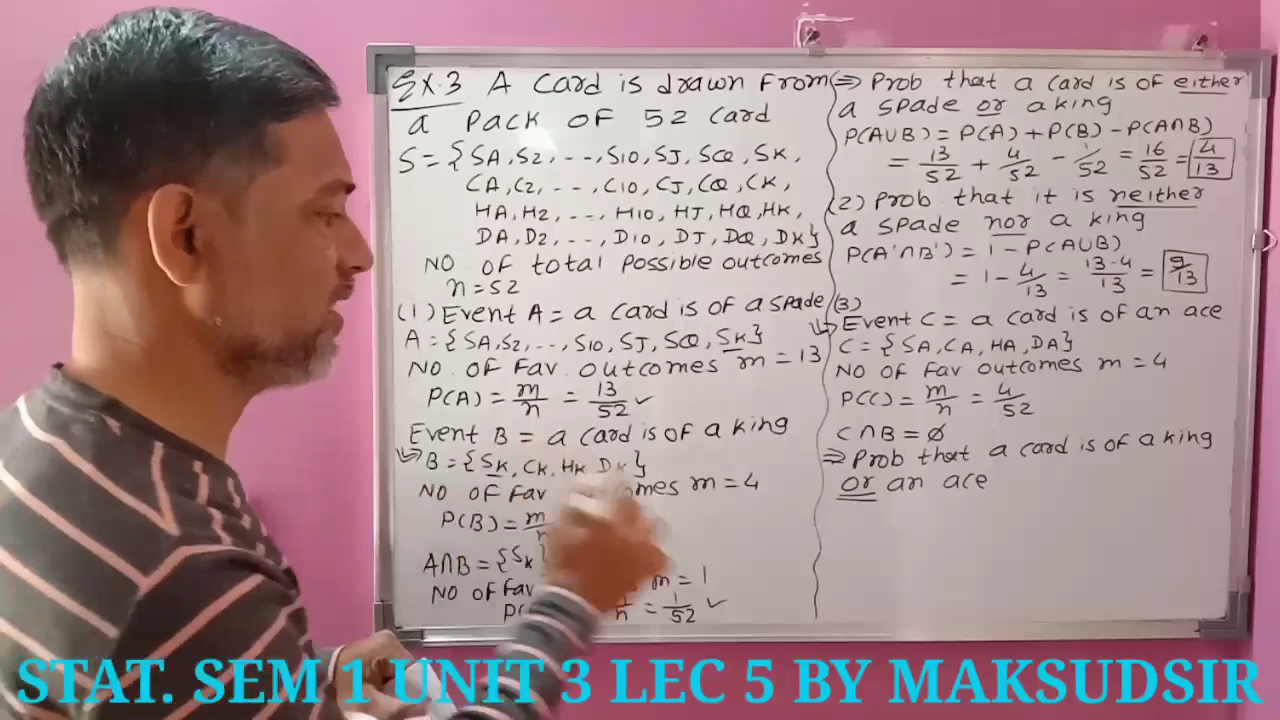 Ex.3 A card is drawn from
a pack of 52 card
S = {SA, S2, ..., S10, SJ, SQ, SK,
CA, C2, ..., C10, CJ, CQ, CK,
HA, H2, ..., H10, HJ, HQ, HK,
DA, D2, ..., D10, DJ, DQ, DK}
NO of total possible outcomes
n = 52
(1) Event A = a card is of a spade
A = {SA, S2, ..., S10, SJ, SQ, SK}
NO of Fav. outcomes m = 13
P(A) = m/n = 13/52 ✓
Event B = a card is of a king
B = {SK, CK, HK, DK}
NO of Fav omes m = 4
P(B) = m
A∩B = {SK}
NO of Fav m = 1
P( /n = 1/52 ✓
⇒ Prob that a card is of either
a spade or a king
P(A∪B) = P(A) + P(B) - P(A∩B)
= 13/52 + 4/52 - 1/52 = 16/52 = 4/13
(2) Prob that it is neither
a spade nor a king
P(A'∩B') = 1 - P(A∪B)
= 1 - 4/13 = 13-4/13 = 9/13
(3)
↳ Event C = a card is of an ace
C = {SA, CA, HA, DA}
NO of Fav outcomes m = 4
P(C) = m/n = 4/52
C∩B = ∅
⇒ Prob that a card is of a king
or an ace
STAT. SEM 1 UNIT 3 LEC 5 BY MAKSUDSIR